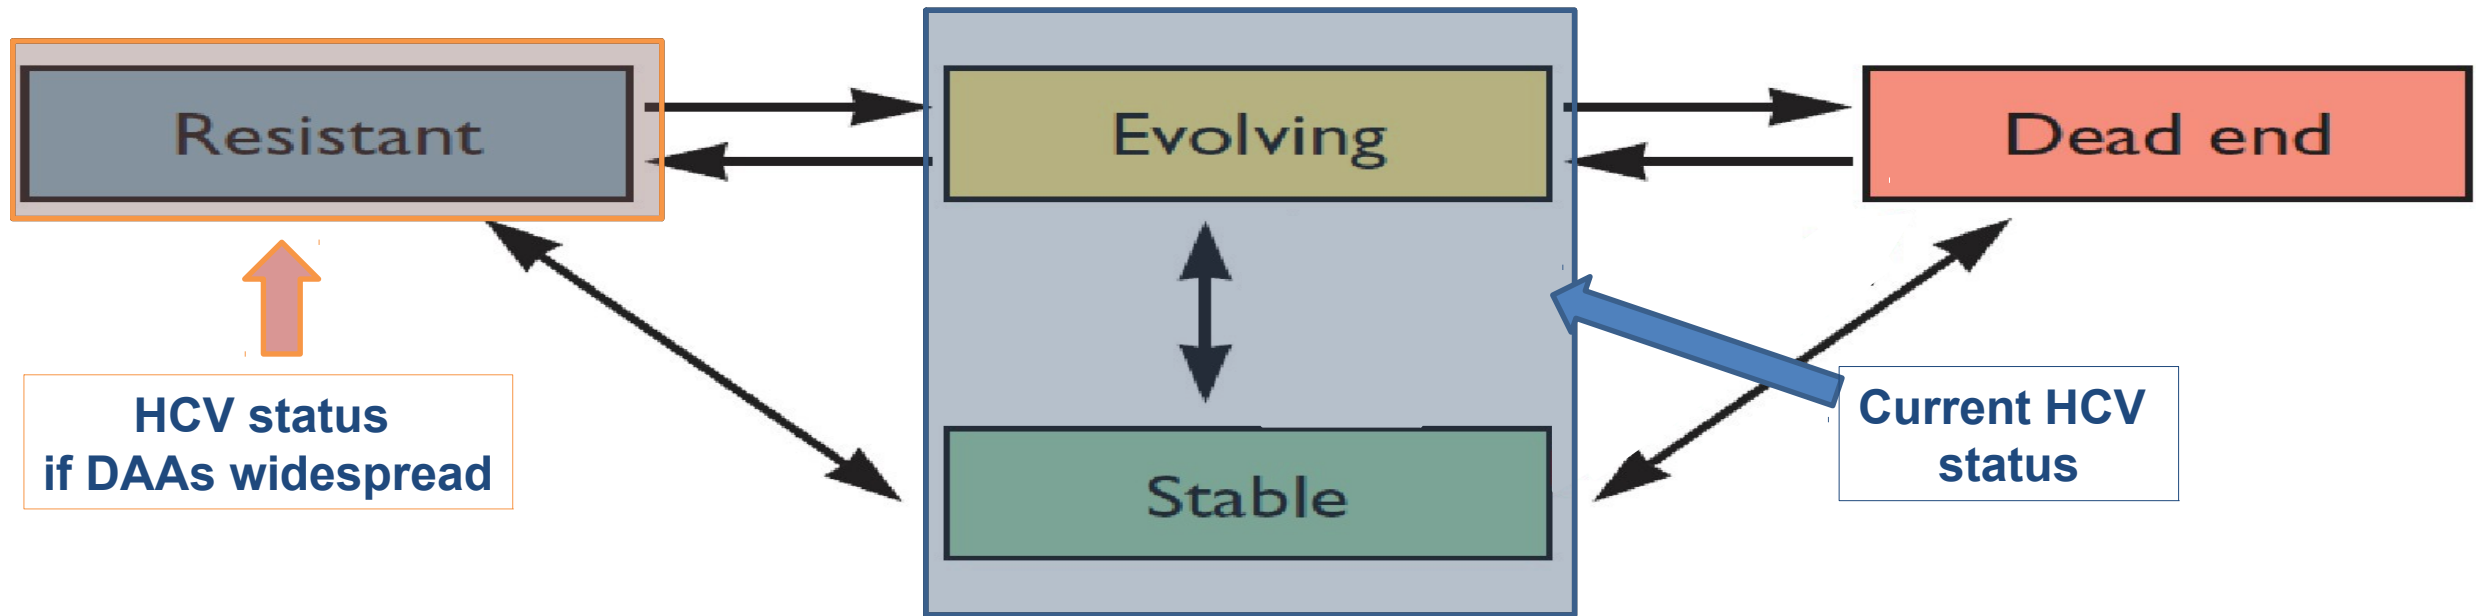 Resistant
Evolving
Dead end
HCV status
if DAAs widespread
Current HCV
status
Stable